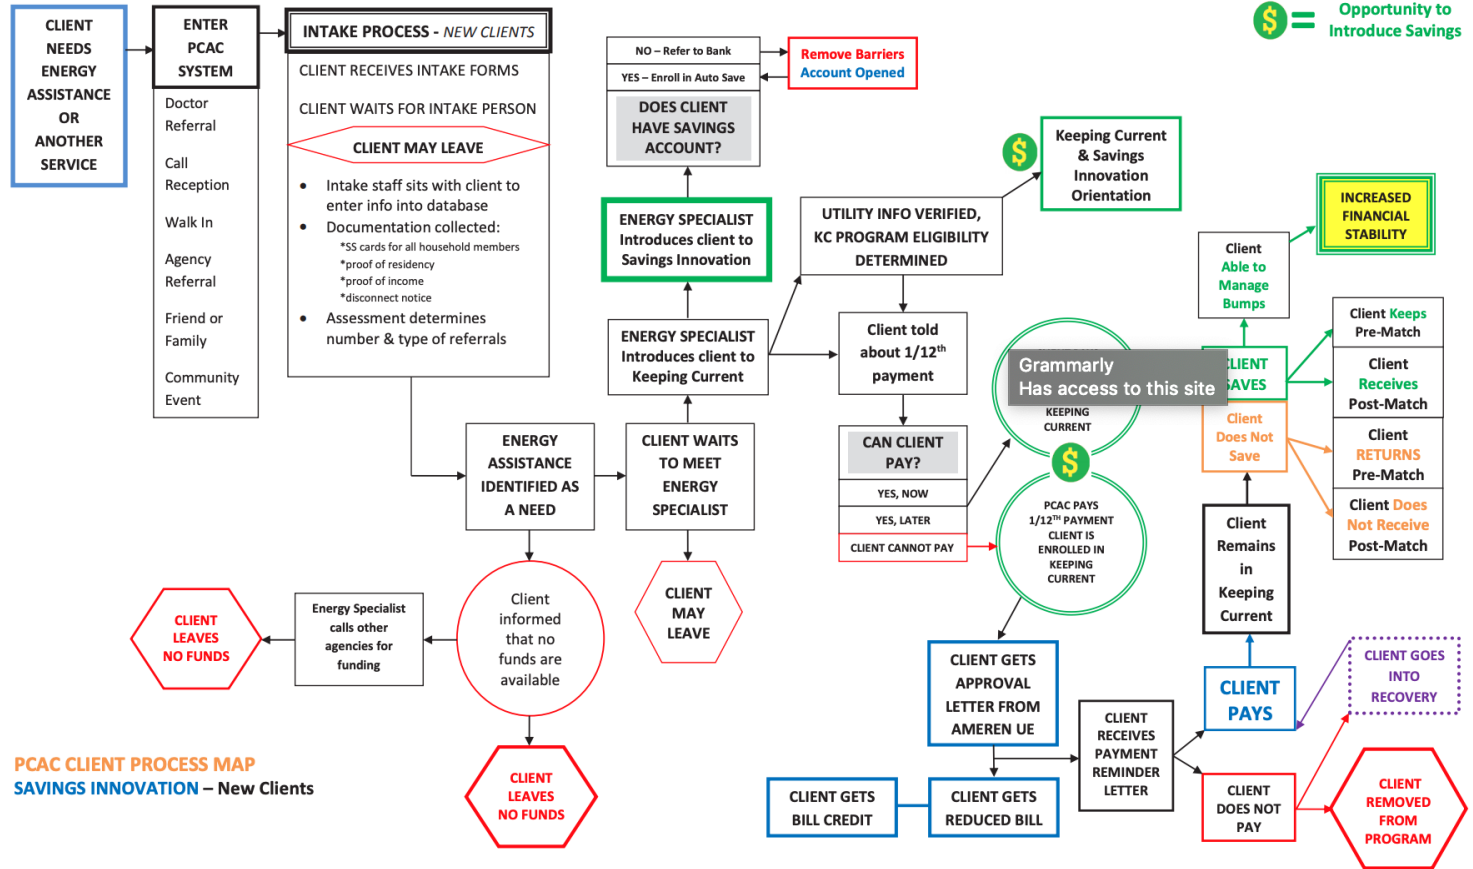 CLIENT
NEEDS
ENERGY
ASSISTANCE
OR
ANOTHER
SERVICE
ENTER
PCAC
SYSTEM
Doctor
Referral
Call
Reception
Walk In
Agency
Referral
Friend or
Family
Community
Event
INTAKE PROCESS - NEW CLIENTS
CLIENT RECEIVES INTAKE FORMS
CLIENT WAITS FOR INTAKE PERSON
CLIENT MAY LEAVE
• Intake staff sits with client to
enter info into database
• Documentation collected:
*SS cards for all household members
*proof of residency
*proof of income
*disconnect notice
• Assessment determines
number & type of referrals
ENERGY
ASSISTANCE
IDENTIFIED AS
A NEED
Client
informed
that no
funds are
available
Energy Specialist
calls other
agencies for
funding
CLIENT
LEAVES
NO FUNDS
CLIENT
LEAVES
NO FUNDS
CLIENT WAITS
TO MEET
ENERGY
SPECIALIST
CLIENT
MAY
LEAVE
ENERGY SPECIALIST
Introduces client to
Keeping Current
ENERGY SPECIALIST
Introduces client to
Savings Innovation
NO – Refer to Bank
YES – Enroll in Auto Save
DOES CLIENT
HAVE SAVINGS
ACCOUNT?
Remove Barriers
Account Opened
UTILITY INFO VERIFIED,
KC PROGRAM ELIGIBILITY
DETERMINED
$
Keeping Current
& Savings
Innovation
Orientation
Client told
about 1/12th
payment
CAN CLIENT
PAY?
YES, NOW
YES, LATER
CLIENT CANNOT PAY
Grammarly
Has access to this site
KEEPING
CURRENT
$
PCAC PAYS
1/12TH PAYMENT
CLIENT IS
ENROLLED IN
KEEPING
CURRENT
CLIENT GETS
APPROVAL
LETTER FROM
AMEREN UE
CLIENT GETS
BILL CREDIT
CLIENT GETS
REDUCED BILL
CLIENT
RECEIVES
PAYMENT
REMINDER
LETTER
CLIENT
PAYS
CLIENT
DOES NOT
PAY
CLIENT GOES
INTO
RECOVERY
CLIENT
REMOVED
FROM
PROGRAM
Client
Remains
in
Keeping
Current
CLIENT
SAVES
Client
Does Not
Save
Client
Able to
Manage
Bumps
INCREASED
FINANCIAL
STABILITY
Client Keeps
Pre-Match
Client
Receives
Post-Match
Client
RETURNS
Pre-Match
Client Does
Not Receive
Post-Match
$ = Opportunity to
Introduce Savings
PCAC CLIENT PROCESS MAP
SAVINGS INNOVATION – New Clients